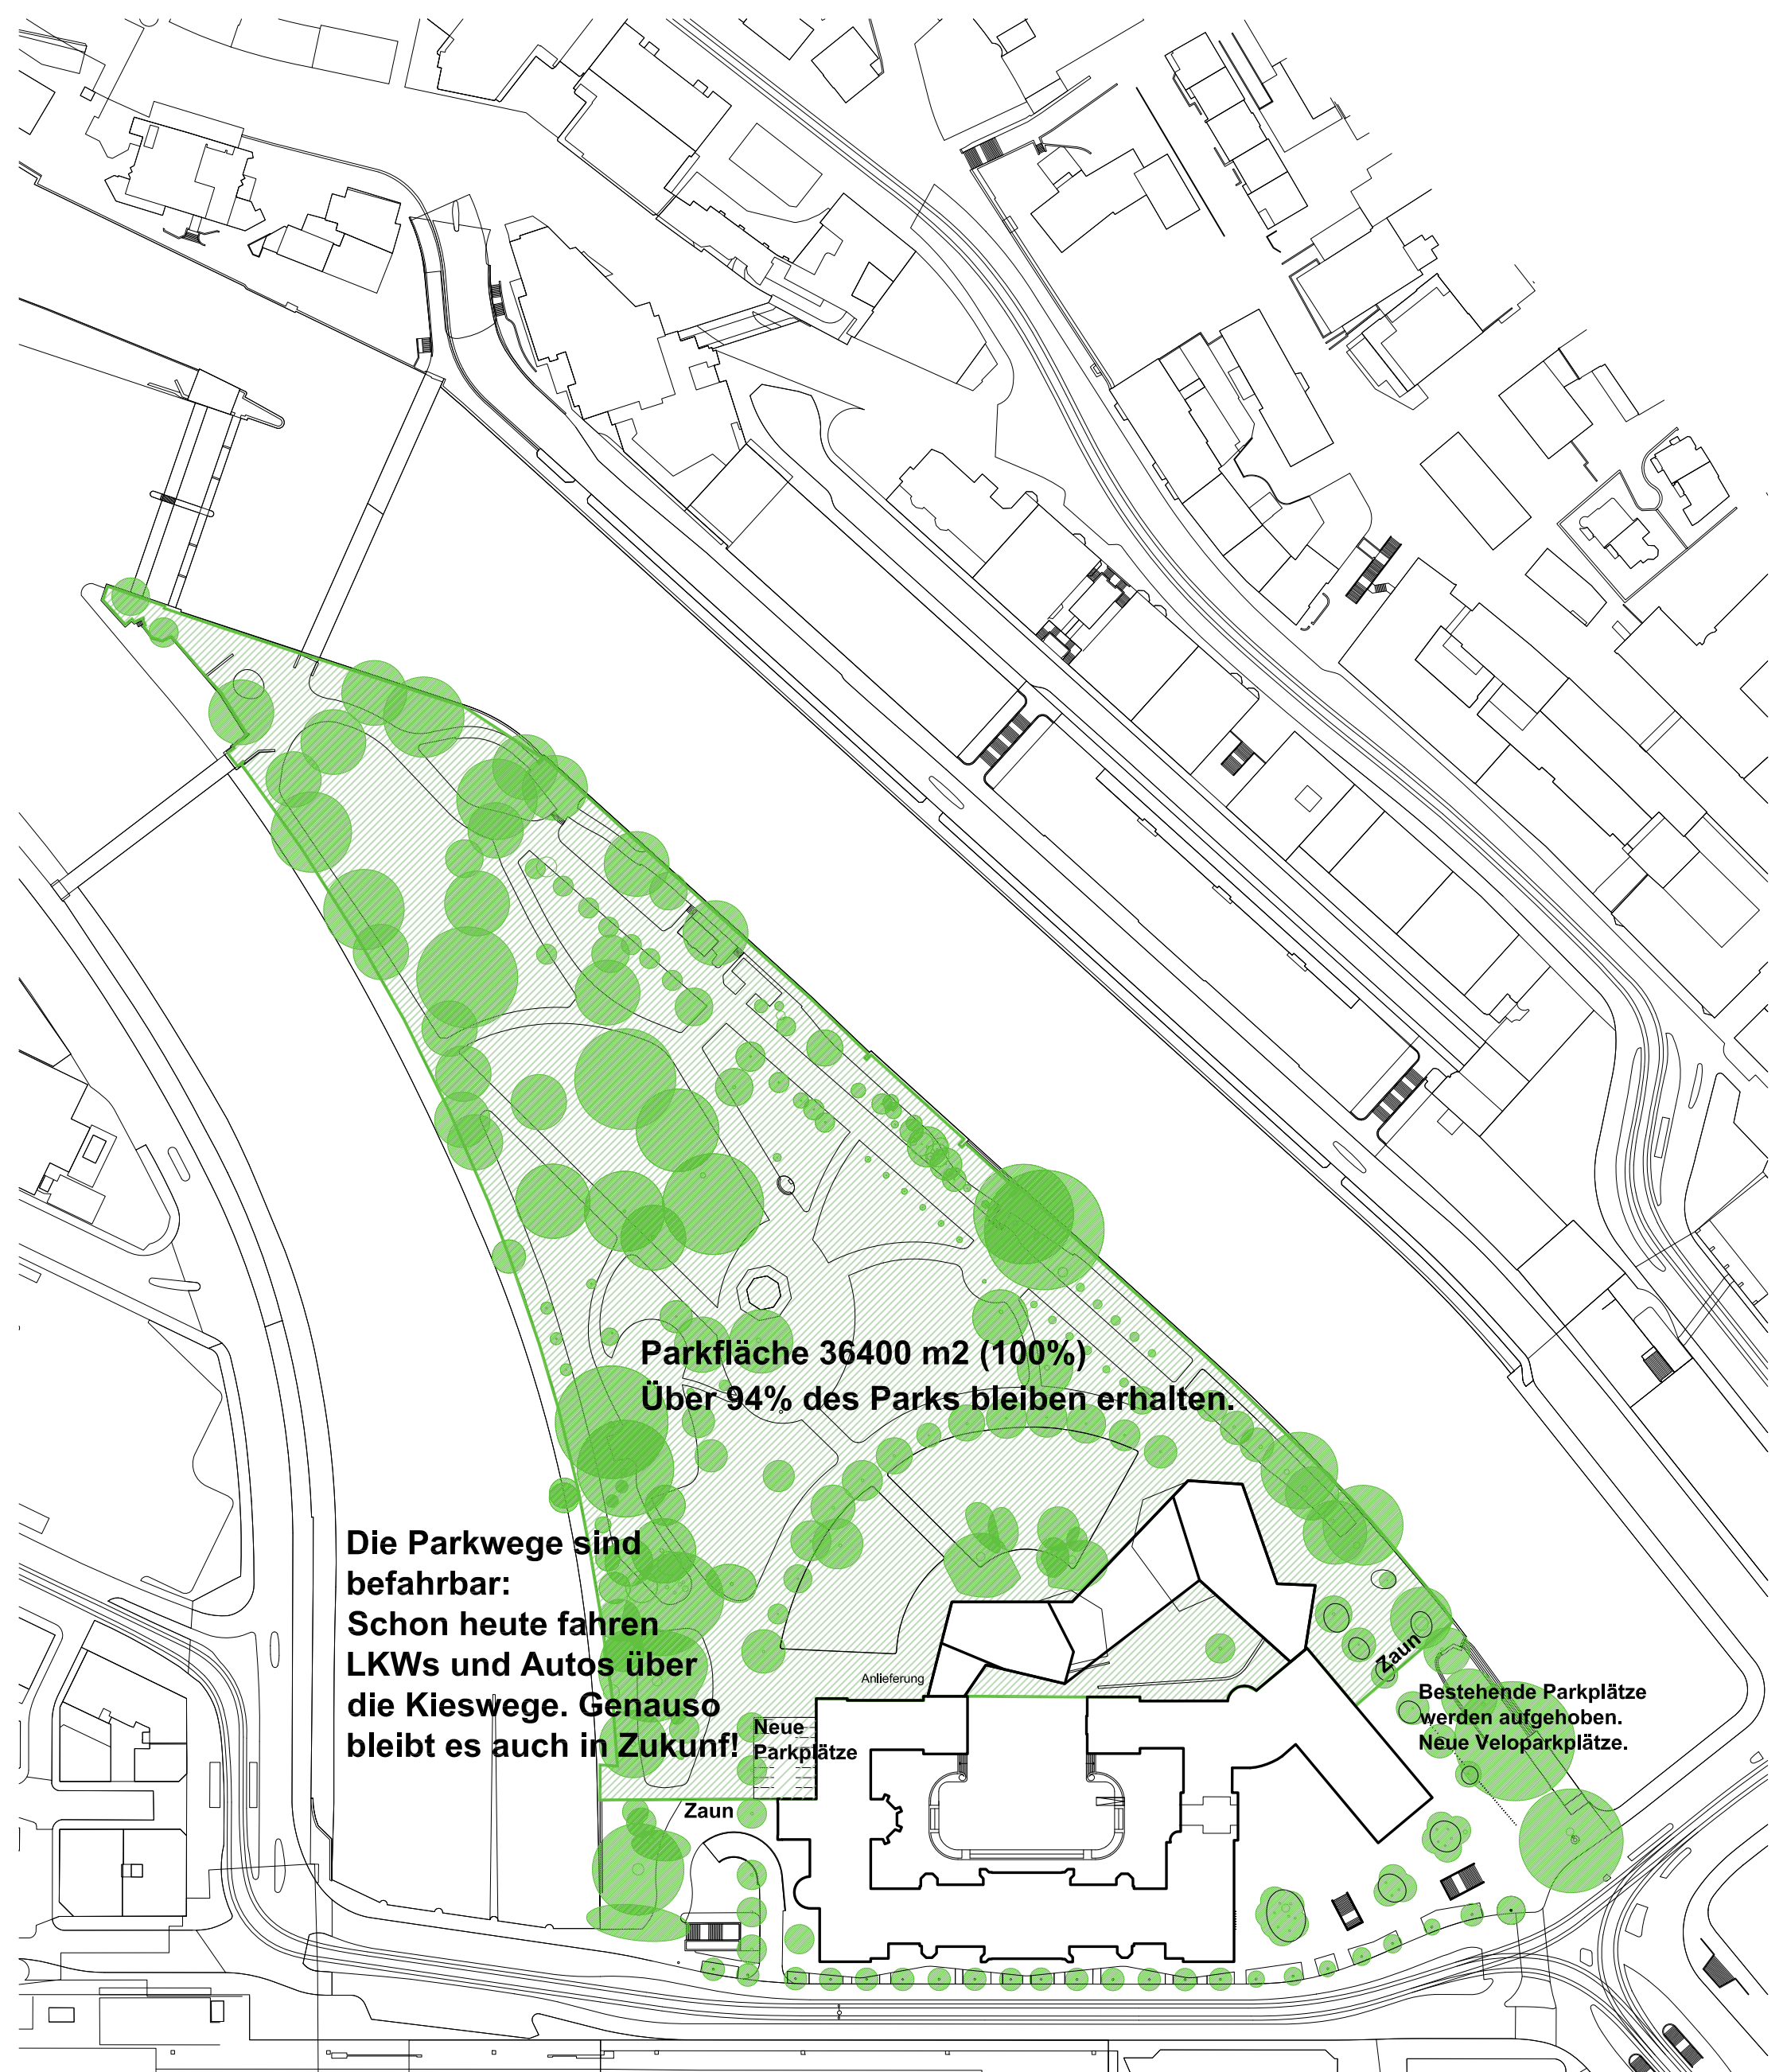 Parkfläche 36400 m2 (100%)
Über 94% des Parks bleiben erhalten.
Die Parkwege sind
befahrbar:
Schon heute fahren
LKWs und Autos über
die Kieswege. Genauso
bleibt es auch in Zukunf!
Anlieferung
Neue
Parkplätze
Zaun
Zaun
Bestehende Parkplätze
werden aufgehoben.
Neue Veloparkplätze.